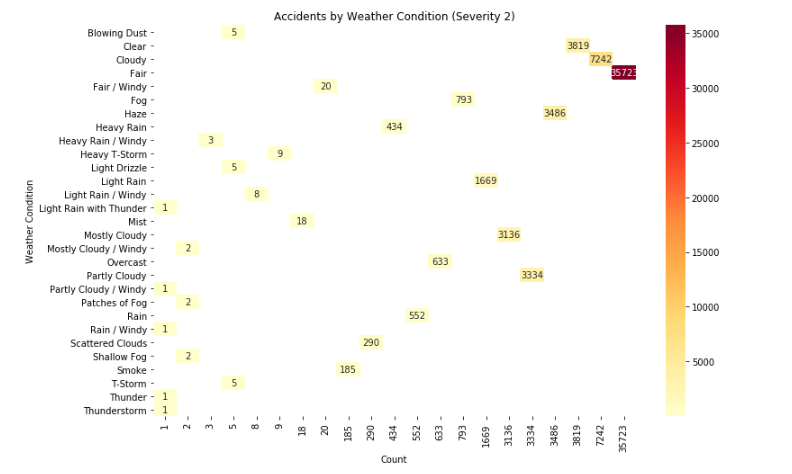 Accidents by Weather Condition (Severity 2)
Blowing Dust 5
Clear 3819
Cloudy 7242
Fair 35723
Fair / Windy 20
Fog 793
Haze 3486
Heavy Rain 434
Heavy Rain / Windy 3
Heavy T-Storm 9
Light Drizzle 5
Light Rain 1669
Light Rain / Windy 8
Light Rain with Thunder 1
Mist 18
Mostly Cloudy 3136
Mostly Cloudy / Windy 2
Overcast 633
Partly Cloudy 3334
Partly Cloudy / Windy 1
Patches of Fog 2
Rain 552
Rain / Windy 1
Scattered Clouds 290
Shallow Fog 2
Smoke 185
T-Storm 5
Thunder 1
Thunderstorm 1
Weather Condition
1 2 3 5 8 9 18 20 185 290 434 552 633 793 1669 3136 3334 3486 3819 7242 35723
Count
35000
30000
25000
20000
15000
10000
5000